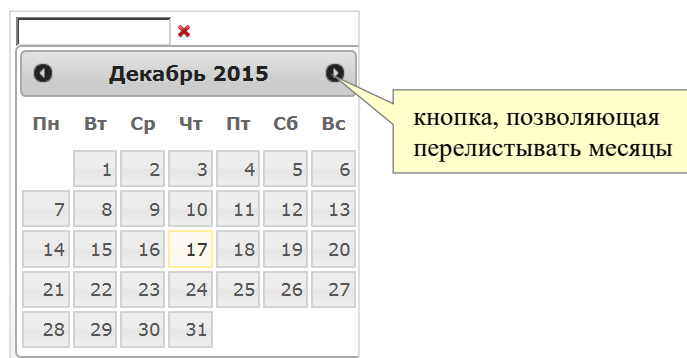 Декабрь 2015
Пн Вт Ср Чт Пт Сб Вс
1 2 3 4 5 6
7 8 9 10 11 12 13
14 15 16 17 18 19 20
21 22 23 24 25 26 27
28 29 30 31
кнопка, позволяющая
перелистывать месяцы